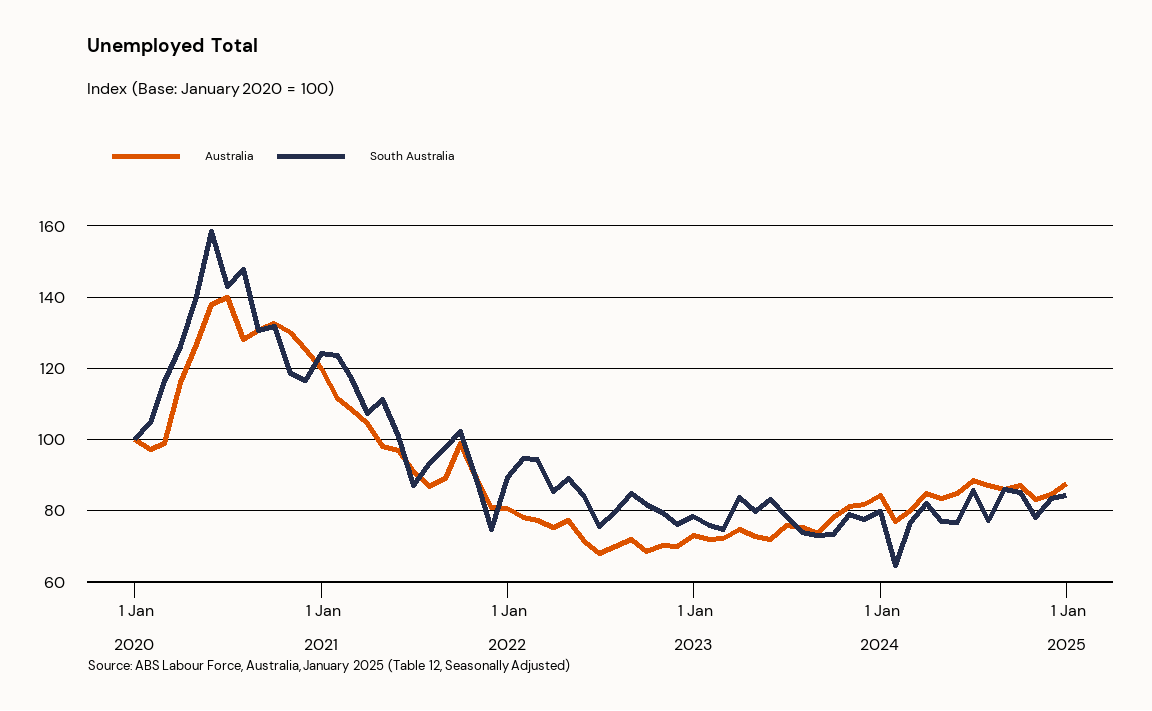 Unemployed Total
Index (Base: January 2020 = 100)
Australia South Australia
160
140
120
100
80
60
1 Jan 1 Jan 1 Jan 1 Jan 1 Jan 1 Jan
2020 2021 2022 2023 2024 2025
Source: ABS Labour Force, Australia, January 2025 (Table 12, Seasonally Adjusted)